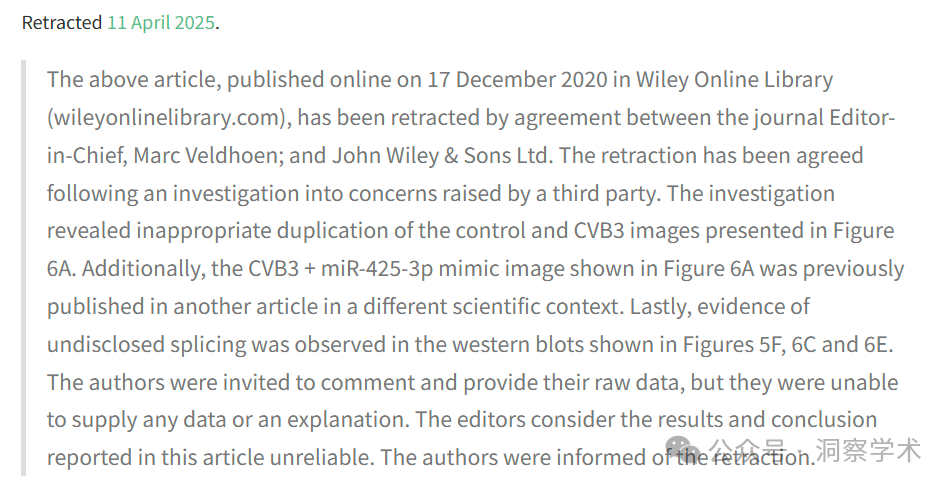 Retracted 11 April 2025.
The above article, published online on 17 December 2020 in Wiley Online Library
(wileyonlinelibrary.com), has been retracted by agreement between the journal Editor-
in-Chief, Marc Veldhoen; and John Wiley & Sons Ltd. The retraction has been agreed
following an investigation into concerns raised by a third party. The investigation
revealed inappropriate duplication of the control and CVB3 images presented in Figure
6A. Additionally, the CVB3 + miR-425-3p mimic image shown in Figure 6A was previously
published in another article in a different scientific context. Lastly, evidence of
undisclosed splicing was observed in the western blots shown in Figures 5F, 6C and 6E.
The authors were invited to comment and provide their raw data, but they were unable
to supply any data or an explanation. The editors consider the results and conclusion
reported in this article unreliable. The authors were informed of the retraction.
公众号 · 洞察学术